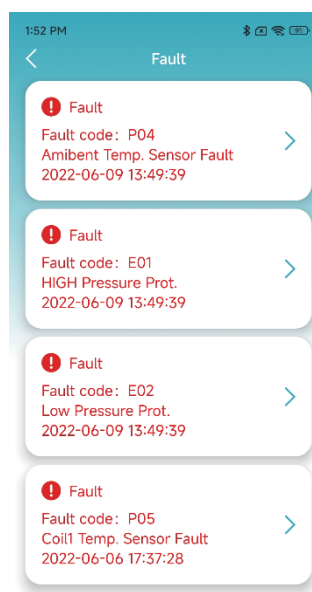 1:52 PM
95
Fault
Fault
Fault code: P04
Amibent Temp. Sensor Fault
2022-06-09 13:49:39
Fault
Fault code: E01
HIGH Pressure Prot.
2022-06-09 13:49:39
Fault
Fault code: E02
Low Pressure Prot.
2022-06-09 13:49:39
Fault
Fault code: P05
Coil1 Temp. Sensor Fault
2022-06-06 17:37:28